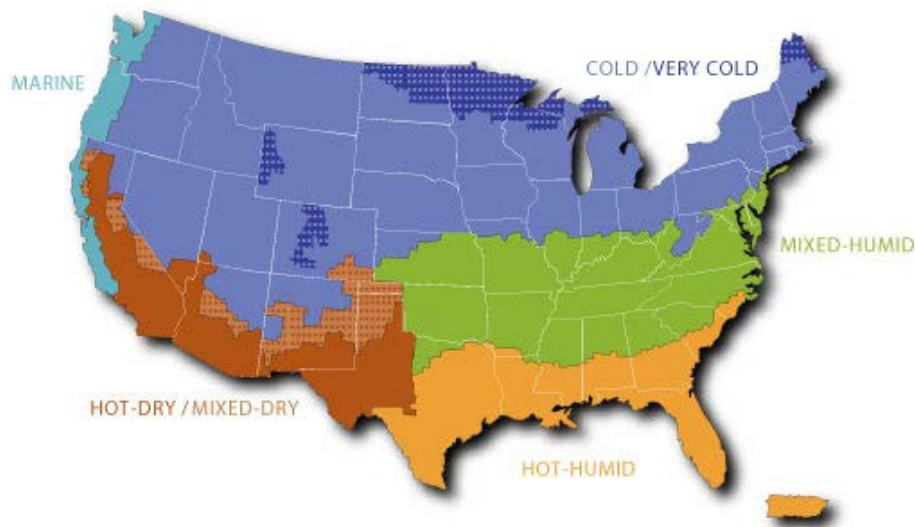 COLD /VERY COLD
MARINE
MIXED-HUMID
HOT-DRY / MIXED-DRY
HOT-HUMID